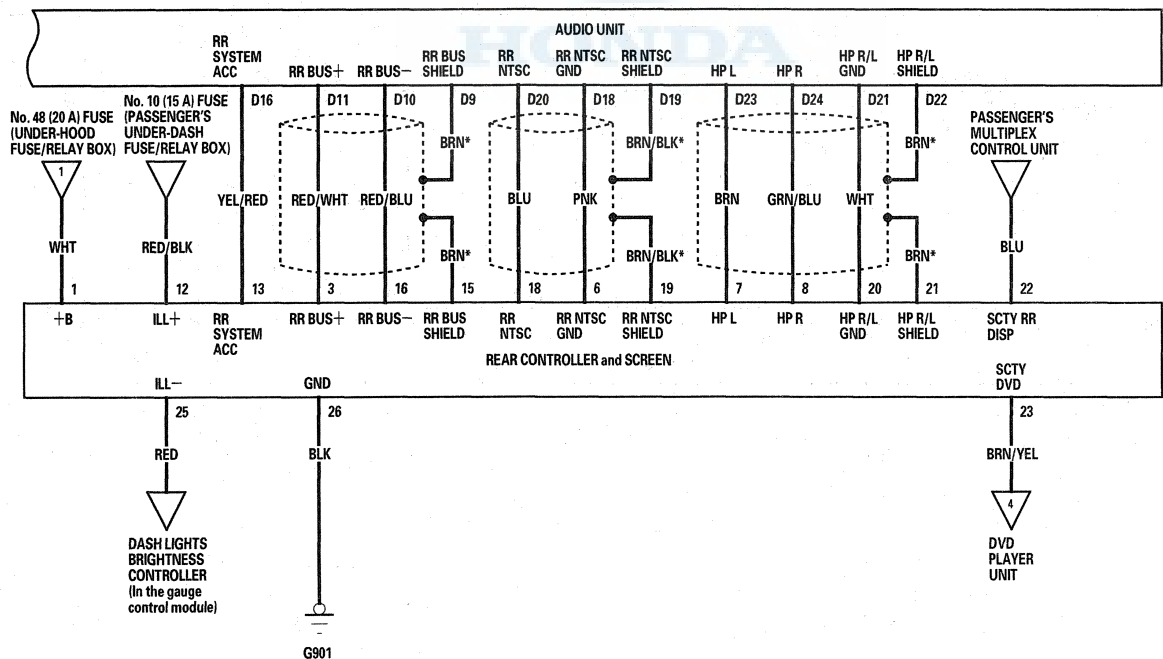 HONDA
AUDIO UNIT
RR SYSTEM ACC
RR BUS+
RR BUS−
RR BUS SHIELD
RR NTSC
RR NTSC GND
RR NTSC SHIELD
HP L
HP R
HP R/L GND
HP R/L SHIELD
D16
D11
D10
D9
D20
D18
D19
D23
D24
D21
D22
No. 48 (20 A) FUSE
(UNDER-HOOD
FUSE/RELAY BOX)
No. 10 (15 A) FUSE
(PASSENGER'S
UNDER-DASH
FUSE/RELAY BOX)
PASSENGER'S
MULTIPLEX
CONTROL UNIT
1
BRN*
BRN/BLK*
BRN*
YEL/RED
RED/WHT
RED/BLU
BLU
PNK
BRN
GRN/BLU
WHT
WHT
RED/BLK
BRN*
BRN/BLK*
BRN*
BLU
1
12
13
3
16
15
18
6
19
7
8
20
21
22
+B
ILL+
RR SYSTEM ACC
RR BUS+
RR BUS−
RR BUS SHIELD
RR NTSC
RR NTSC GND
RR NTSC SHIELD
HP L
HP R
HP R/L GND
HP R/L SHIELD
SCTY RR DISP
REAR CONTROLLER and SCREEN
ILL−
GND
SCTY DVD
25
26
23
RED
BLK
BRN/YEL
4
DASH LIGHTS
BRIGHTNESS
CONTROLLER
(In the gauge
control module)
DVD
PLAYER
UNIT
G901